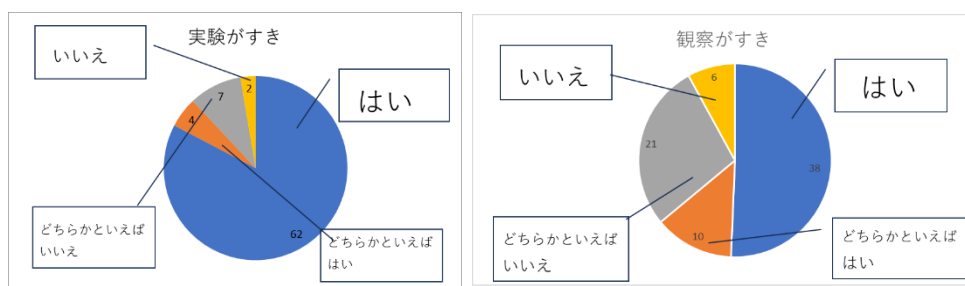 実験がすき
いいえ
はい
2
7
4
62
どちらかといえば
いいえ
どちらかといえば
はい
観察がすき
いいえ
はい
6
21
38
10
どちらかといえば
いいえ
どちらかといえば
はい